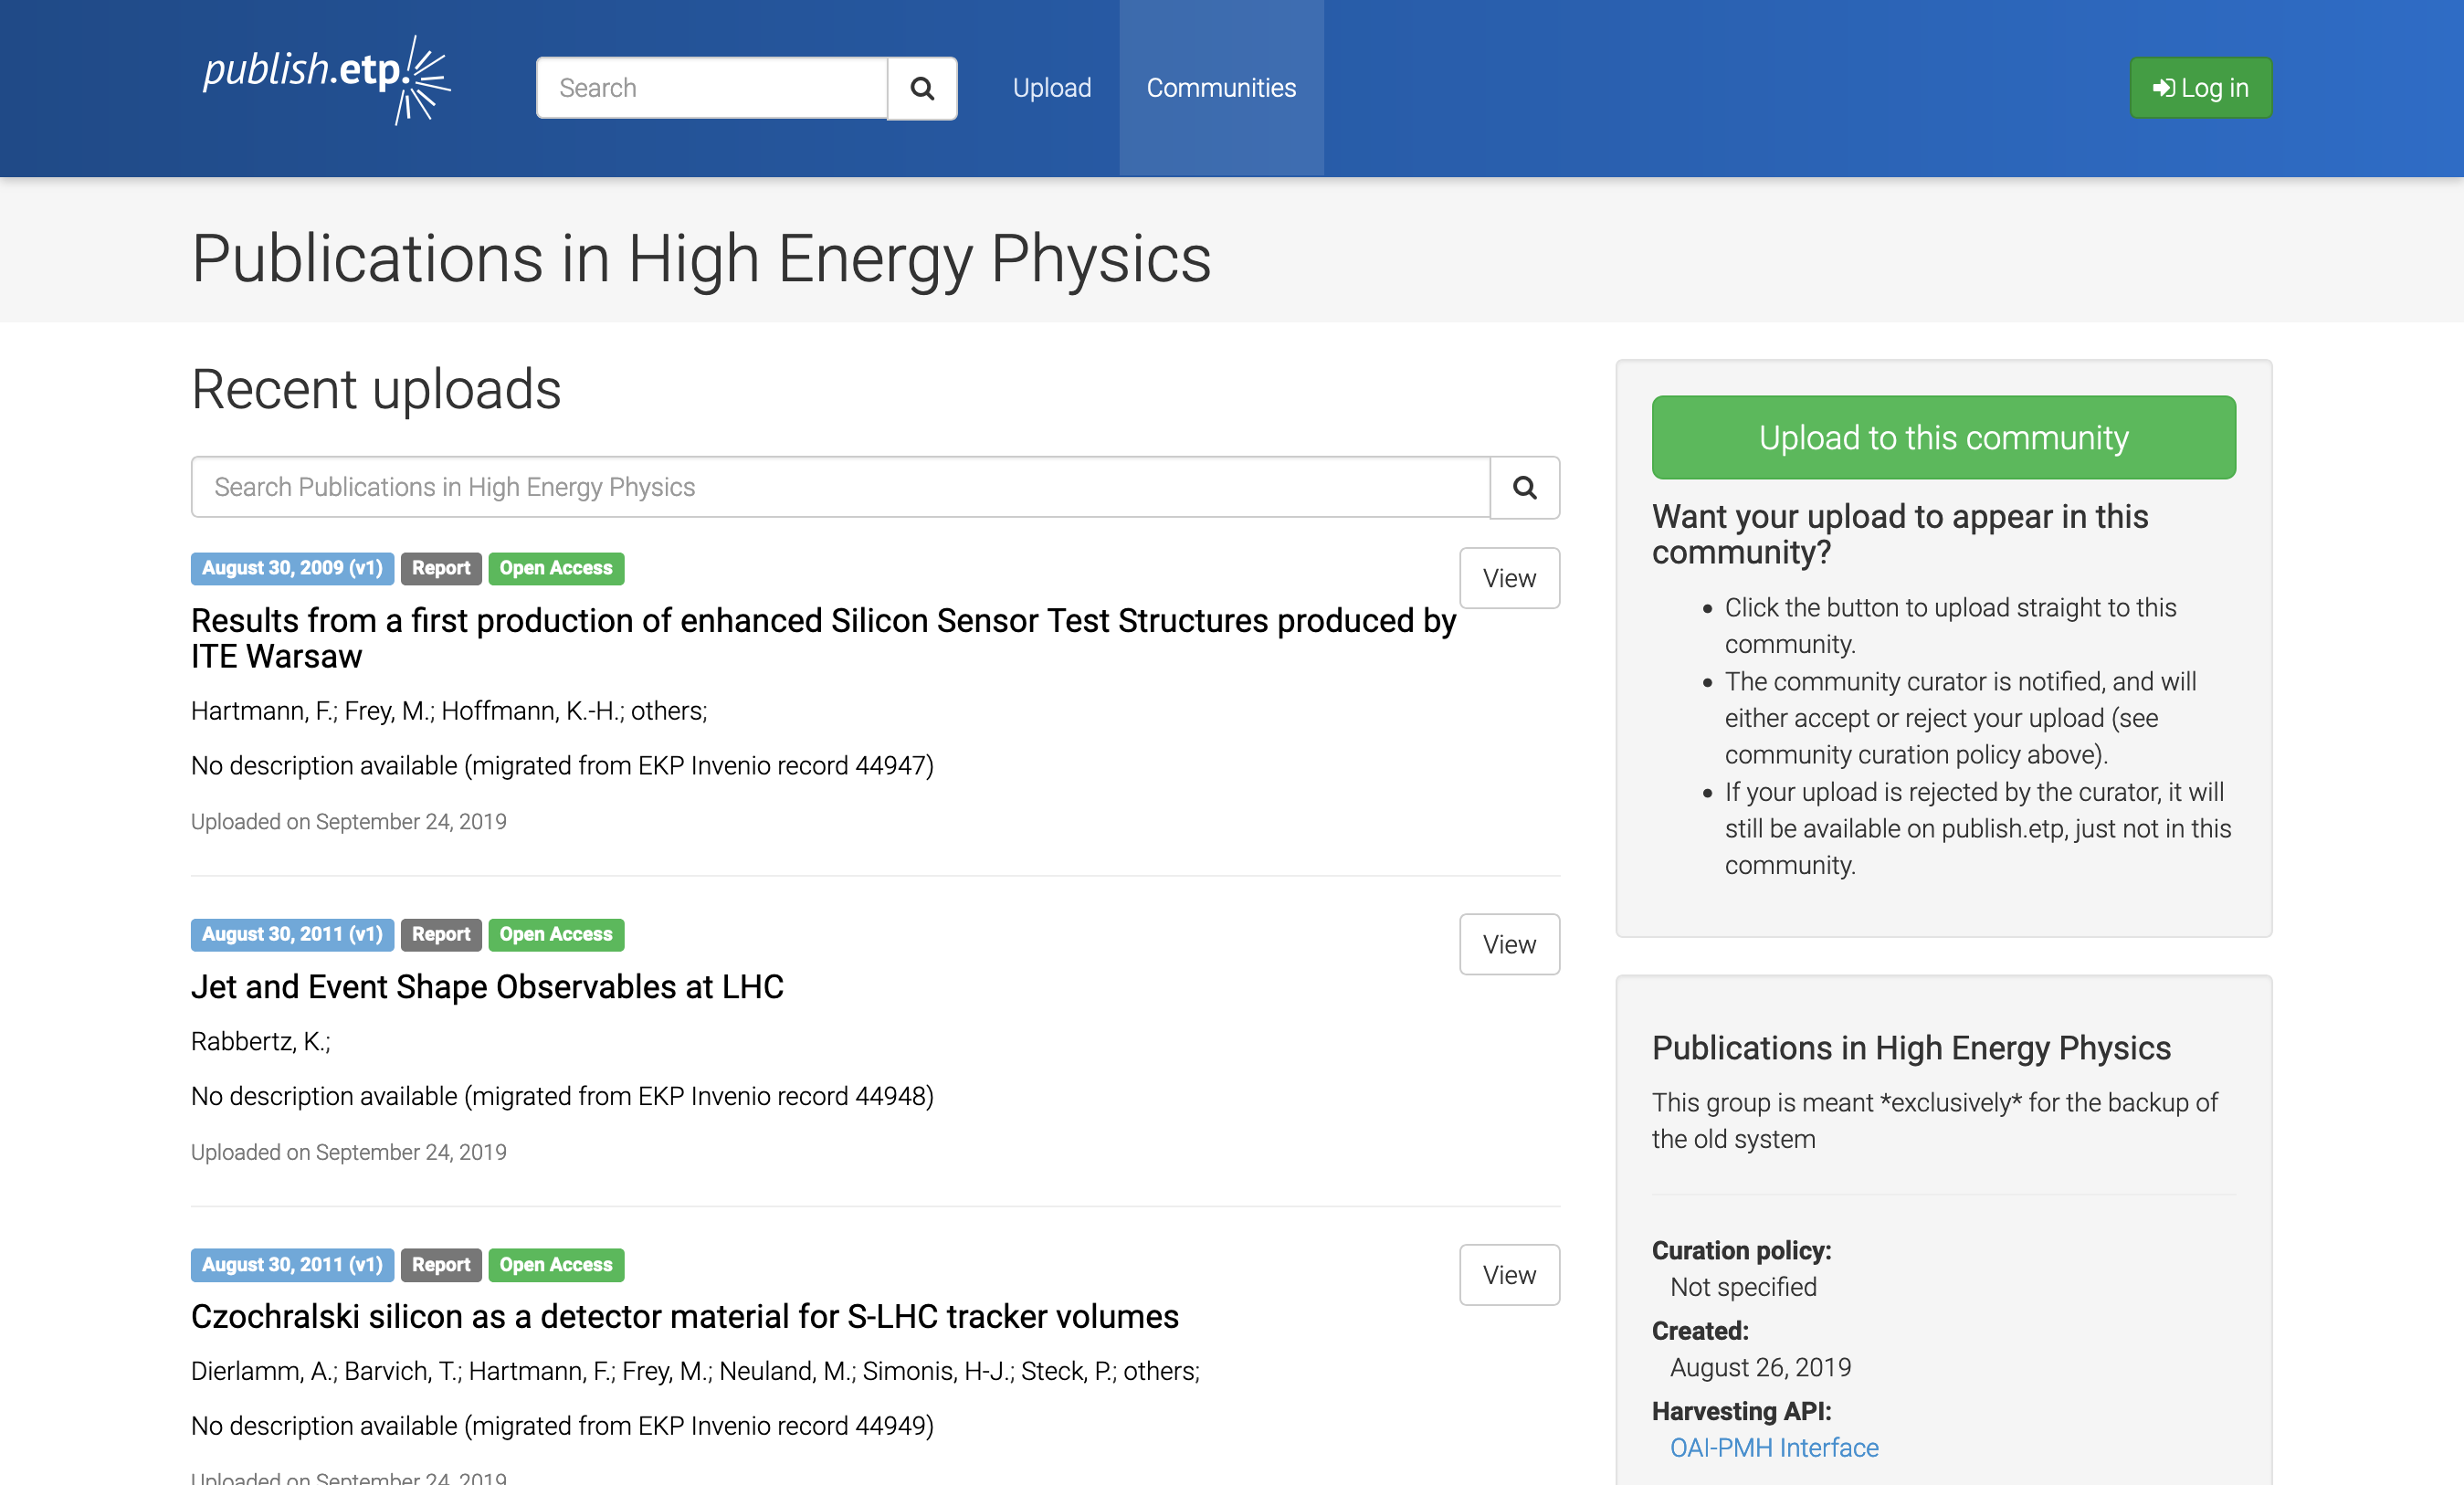 publish.etp.
Search
Upload
Communities
Log in
Publications in High Energy Physics
Recent uploads
Search Publications in High Energy Physics
August 30, 2009 (v1) Report Open Access
View
Results from a first production of enhanced Silicon Sensor Test Structures produced by
ITE Warsaw
Hartmann, F.; Frey, M.; Hoffmann, K.-H.; others;
No description available (migrated from EKP Invenio record 44947)
Uploaded on September 24, 2019
August 30, 2011 (v1) Report Open Access
View
Jet and Event Shape Observables at LHC
Rabbertz, K.;
No description available (migrated from EKP Invenio record 44948)
Uploaded on September 24, 2019
August 30, 2011 (v1) Report Open Access
View
Czochralski silicon as a detector material for S-LHC tracker volumes
Dierlamm, A.; Barvich, T.; Hartmann, F.; Frey, M.; Neuland, M.; Simonis, H-J.; Steck, P.; others;
No description available (migrated from EKP Invenio record 44949)
Uploaded on September 24, 2019
Upload to this community
Want your upload to appear in this
community?
• Click the button to upload straight to this
community.
• The community curator is notified, and will
either accept or reject your upload (see
community curation policy above).
• If your upload is rejected by the curator, it will
still be available on publish.etp, just not in this
community.
Publications in High Energy Physics
This group is meant *exclusively* for the backup of
the old system
Curation policy:
Not specified
Created:
August 26, 2019
Harvesting API:
OAI-PMH Interface